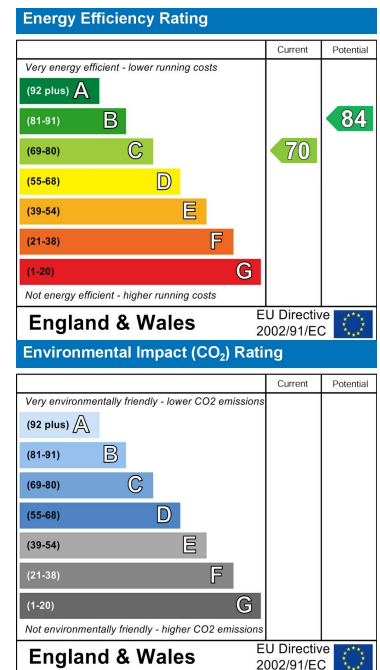 Energy Efficiency Rating
Current Potential
Very energy efficient - lower running costs
(92 plus) A
(81-91) B 84
(69-80) C 70
(55-68) D
(39-54) E
(21-38) F
(1-20) G
Not energy efficient - higher running costs
England & Wales EU Directive 2002/91/EC
Environmental Impact (CO₂) Rating
Current Potential
Very environmentally friendly - lower CO2 emissions
(92 plus) A
(81-91) B
(69-80) C
(55-68) D
(39-54) E
(21-38) F
(1-20) G
Not environmentally friendly - higher CO2 emissions
England & Wales EU Directive 2002/91/EC